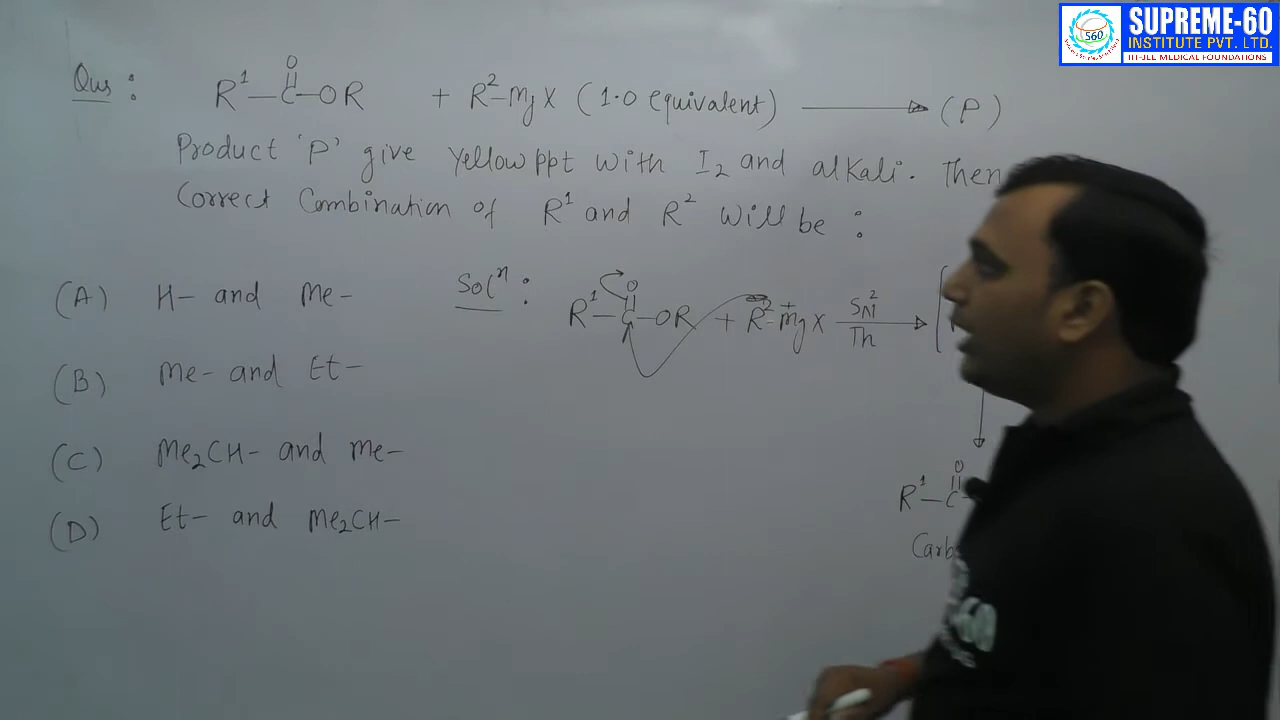 SUPREME-60
INSTITUTE PVT. LTD.
IIT-JEE MEDICAL FOUNDATIONS
S60
Qus :
O
R¹—C—OR + R²-MgX (1.0 equivalent) → (P)
Product 'P' give yellow ppt with I₂ and alkali. Then
Correct Combination of R¹ and R² will be :
(A) H- and Me-
(B) Me- and Et-
(C) Me₂CH- and Me-
(D) Et- and Me₂CH-
Solⁿ :
O
R¹—C—OR + R²-MgX SN² Th →
+
O
R¹—C